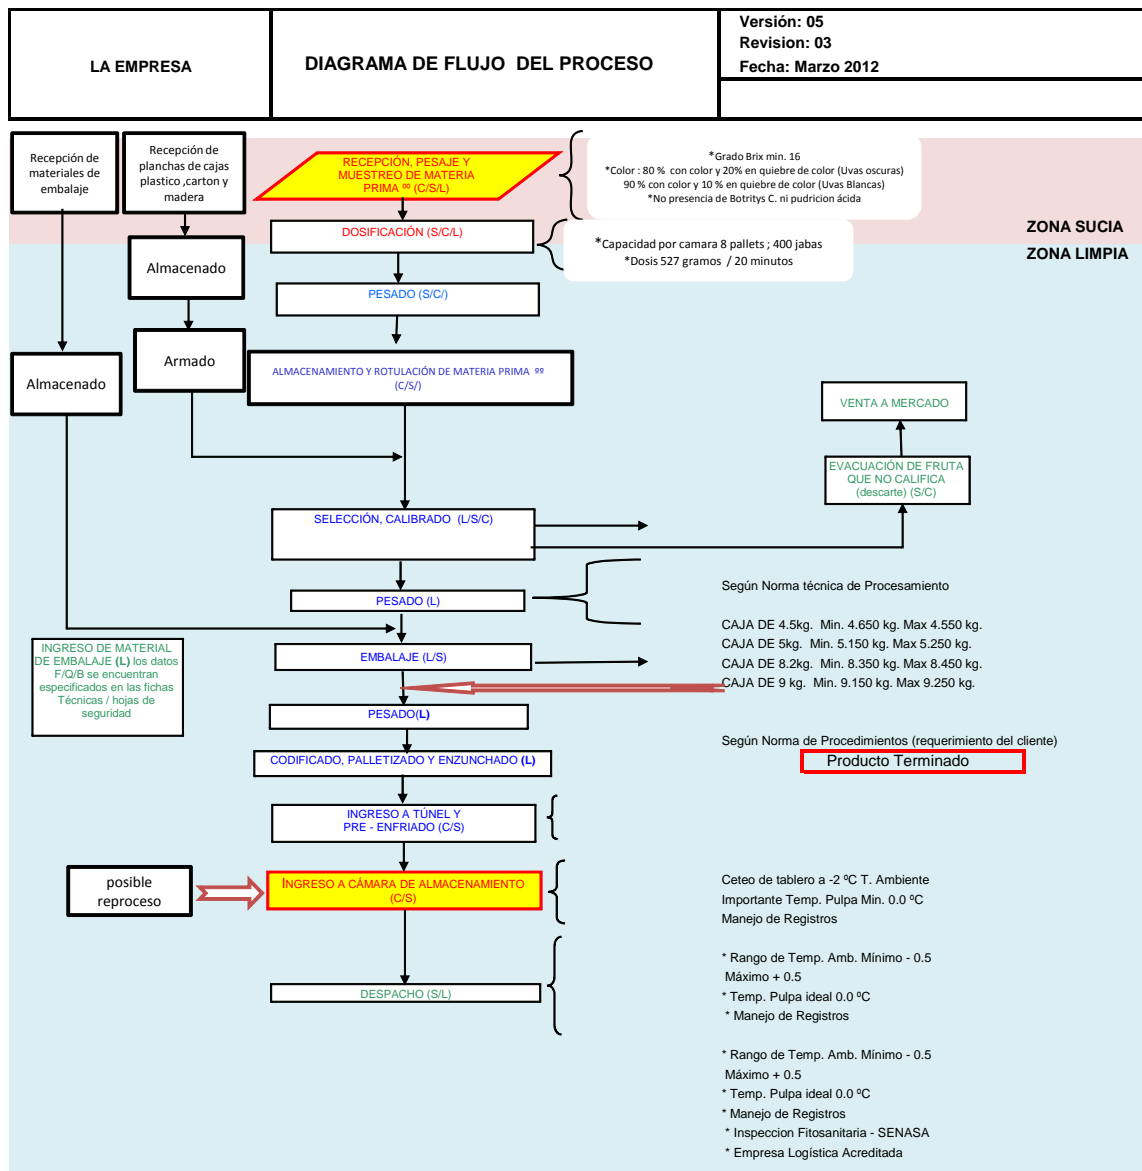 LA EMPRESA
DIAGRAMA DE FLUJO DEL PROCESO
Versión: 05
Revision: 03
Fecha: Marzo 2012
Recepción de
materiales de
embalaje
Recepción de
planchas de cajas
plastico ,carton y
madera
RECEPCIÓN, PESAJE Y
MUESTREO DE MATERIA
PRIMA ºº (C/S/L)
*Grado Brix min. 16
*Color : 80 % con color y 20% en quiebre de color (Uvas oscuras)
90 % con color y 10 % en quiebre de color (Uvas Blancas)
*No presencia de Botritys C. ni pudricion ácida
ZONA SUCIA
DOSIFICACIÓN (S/C/L)
*Capacidad por camara 8 pallets ; 400 jabas
*Dosis 527 gramos / 20 minutos
ZONA LIMPIA
Almacenado
PESADO (S/C/)
Armado
Almacenado
ALMACENAMIENTO Y ROTULACIÓN DE MATERIA PRIMA ºº
(C/S/)
VENTA A MERCADO
EVACUACIÓN DE FRUTA
QUE NO CALIFICA
(descarte) (S/C)
SELECCIÓN, CALIBRADO (L/S/C)
Según Norma técnica de Procesamiento
PESADO (L)
CAJA DE 4.5kg. Min. 4.650 kg. Max 4.550 kg.
CAJA DE 5kg. Min. 5.150 kg. Max 5.250 kg.
CAJA DE 8.2kg. Min. 8.350 kg. Max 8.450 kg.
CAJA DE 9 kg. Min. 9.150 kg. Max 9.250 kg.
INGRESO DE MATERIAL
DE EMBALAJE (L) los datos
F/Q/B se encuentran
especificados en las fichas
Técnicas / hojas de
seguridad
EMBALAJE (L/S)
PESADO(L)
Según Norma de Procedimientos (requerimiento del cliente)
Producto Terminado
CODIFICADO, PALLETIZADO Y ENZUNCHADO (L)
INGRESO A TÚNEL Y
PRE - ENFRIADO (C/S)
posible
reproceso
INGRESO A CÁMARA DE ALMACENAMIENTO
(C/S)
Ceteo de tablero a -2 ºC T. Ambiente
Importante Temp. Pulpa Min. 0.0 ºC
Manejo de Registros
* Rango de Temp. Amb. Mínimo - 0.5
Máximo + 0.5
* Temp. Pulpa ideal 0.0 ºC
* Manejo de Registros
DESPACHO (S/L)
* Rango de Temp. Amb. Mínimo - 0.5
Máximo + 0.5
* Temp. Pulpa ideal 0.0 ºC
* Manejo de Registros
* Inspeccion Fitosanitaria - SENASA
* Empresa Logística Acreditada